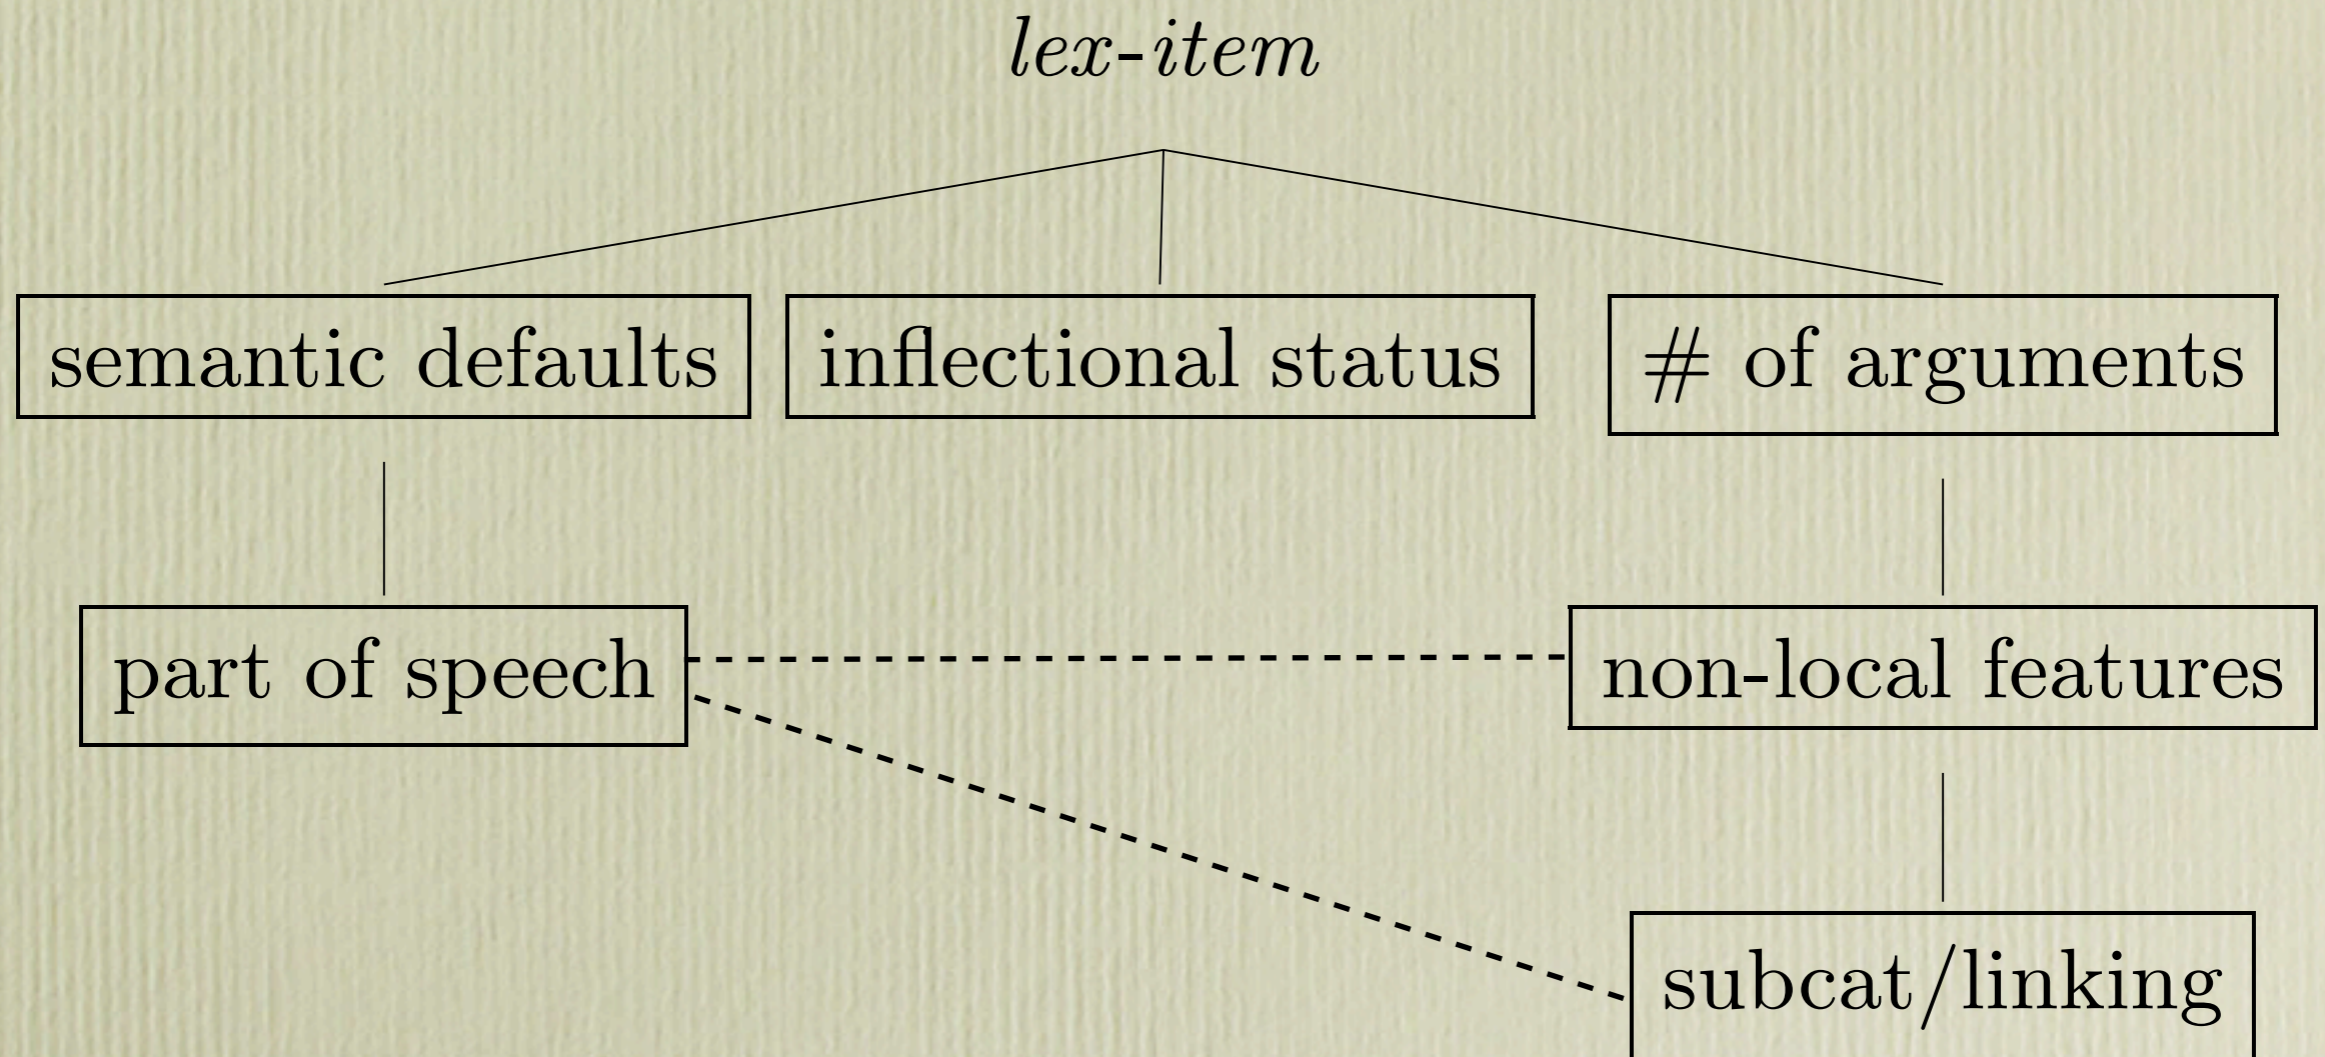 lex-item
semantic defaults
inflectional status
# of arguments
part of speech
non-local features
subcat/linking